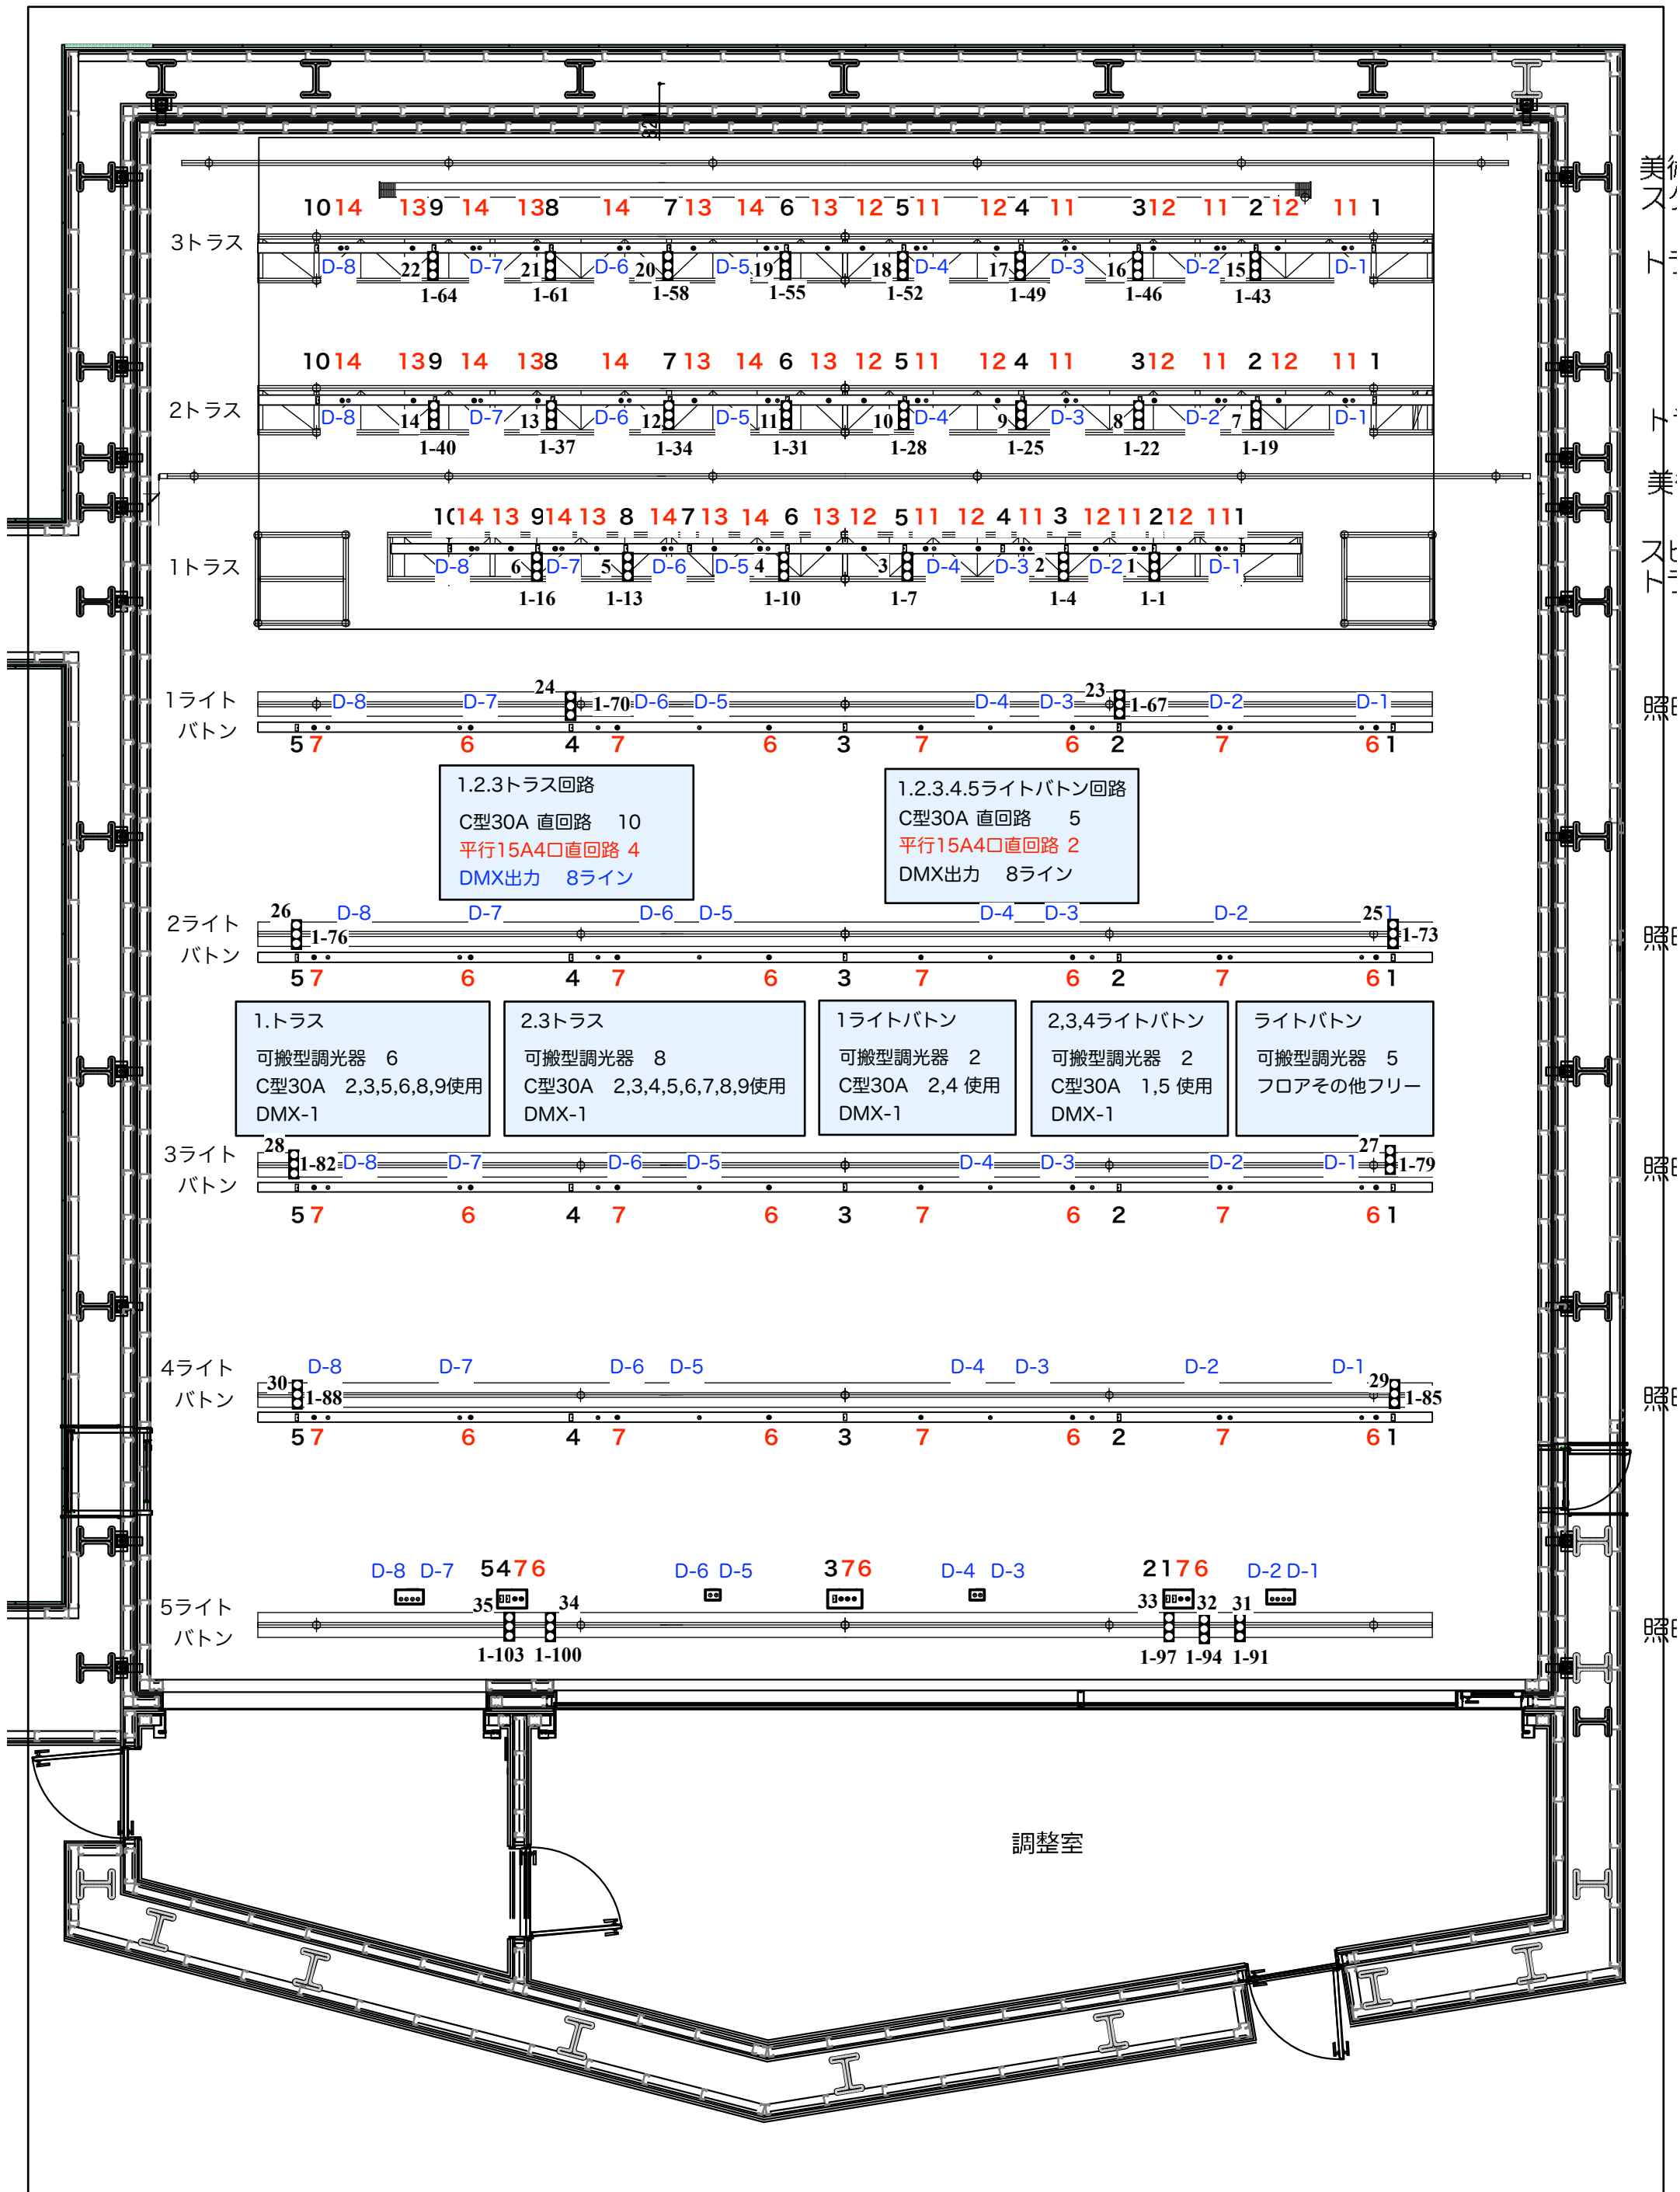 821
美
10 14 13 9 14 13 8 14 7 13 14 6 13 12 5 11 12 4 11 3 12 11 2 12 11 1
ス
3トラス
D-8 22 D-7 21 D-6 20 D-5 19 18 D-4 17 D-3 16 D-2 15 D-1
ト
1-64 1-61 1-58 1-55 1-52 1-49 1-46 1-43
10 14 13 9 14 13 8 14 7 13 14 6 13 12 5 11 12 4 11 3 12 11 2 12 11 1
2トラス
D-8 14 D-7 13 D-6 12 D-5 11 10 D-4 9 D-3 8 D-2 7 D-1
ト
1-40 1-37 1-34 1-31 1-28 1-25 1-22 1-19
美
10 14 13 9 14 13 8 14 7 13 14 6 13 12 5 11 12 4 11 3 12 11 2 12 11 1
1トラス
D-8 6 D-7 5 D-6 D-5 4 3 D-4 D-3 2 D-2 1 D-1
ス
ト
1-16 1-13 1-10 1-7 1-4 1-1
1ライト
バトン
24 23
D-8 D-7 1-70 D-6 D-5 D-4 D-3 1-67 D-2 D-1
照
5 7 6 4 7 6 3 7 6 2 7 6 1
1.2.3トラス回路
C型30A 直回路 10
平行15A4口直回路 4
DMX出力 8ライン
1.2.3.4.5ライトバトン回路
C型30A 直回路 5
平行15A4口直回路 2
DMX出力 8ライン
26 D-8 D-7 D-6 D-5 D-4 D-3 D-2 25 1
2ライト
バトン
1-76 1-73
照
5 7 6 4 7 6 3 7 6 2 7 6 1
1.トラス
可搬型調光器 6
C型30A 2,3,5,6,8,9使用
DMX-1
2.3トラス
可搬型調光器 8
C型30A 2,3,4,5,6,7,8,9使用
DMX-1
1ライトバトン
可搬型調光器 2
C型30A 2,4 使用
DMX-1
2,3,4ライトバトン
可搬型調光器 2
C型30A 1,5 使用
DMX-1
ライトバトン
可搬型調光器 5
フロアその他フリー
28 27
3ライト
バトン
1-82 D-8 D-7 D-6 D-5 D-4 D-3 D-2 D-1 1-79
照
5 7 6 4 7 6 3 7 6 2 7 6 1
4ライト
バトン
D-8 D-7 D-6 D-5 D-4 D-3 D-2 D-1
30 1-88 29 1-85
照
5 7 6 4 7 6 3 7 6 2 7 6 1
D-8 D-7 5 4 7 6 D-6 D-5 3 7 6 D-4 D-3 2 1 7 6 D-2 D-1
5ライト
バトン
35 34 33 32 31
照
1-103 1-100 1-97 1-94 1-91
調整室